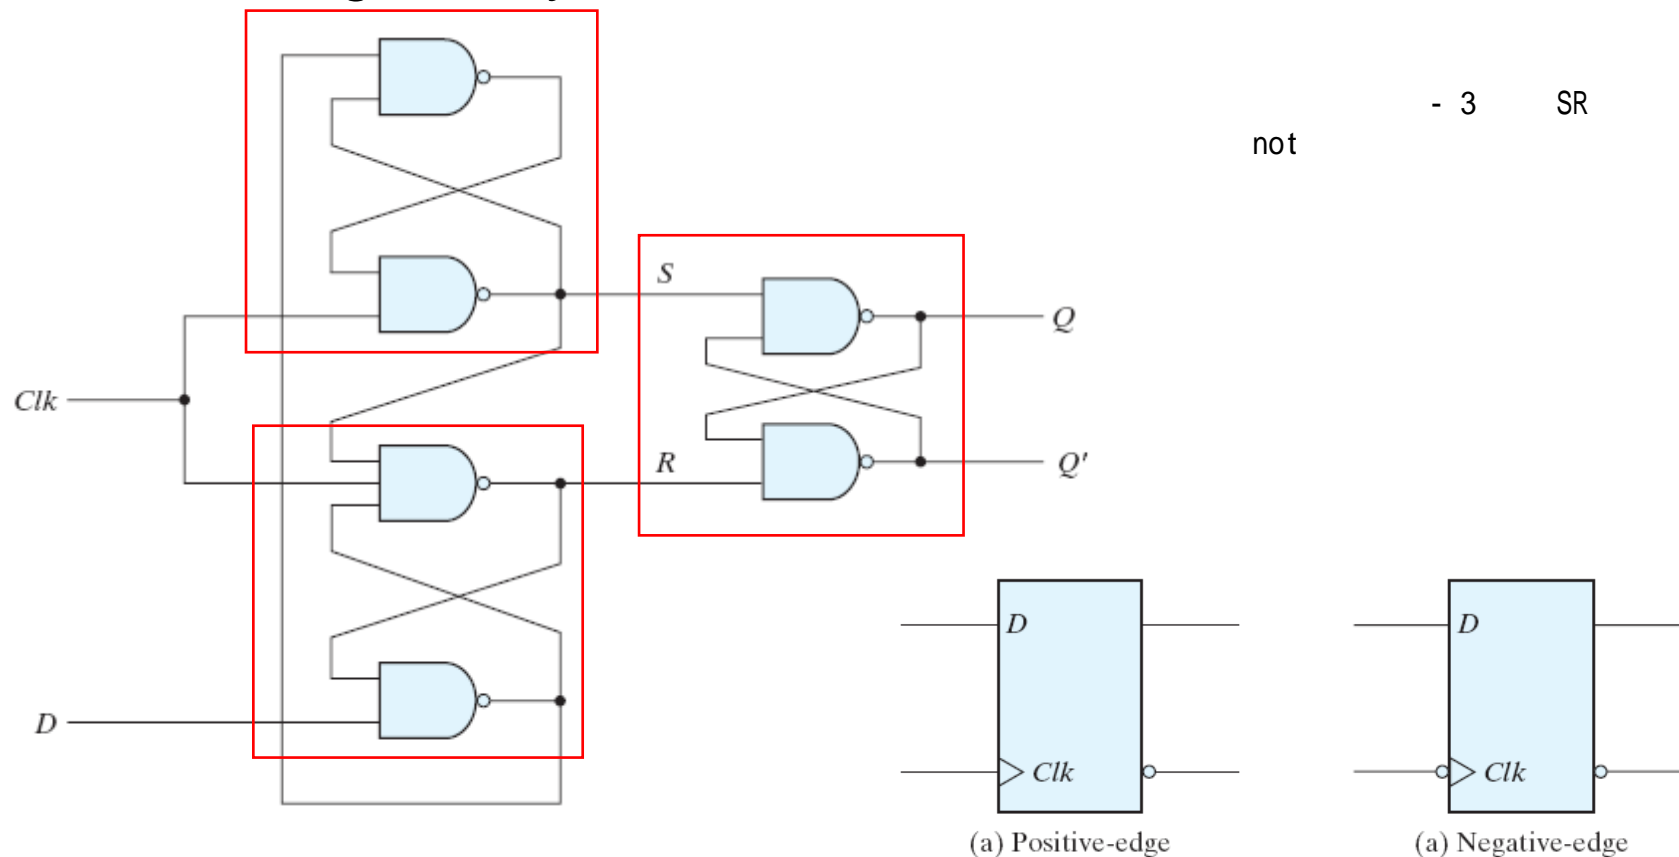 - 3 SR
not
S
Q
Clk
R
Q'
D
D
D
Clk
Clk
(a) Positive-edge
(a) Negative-edge